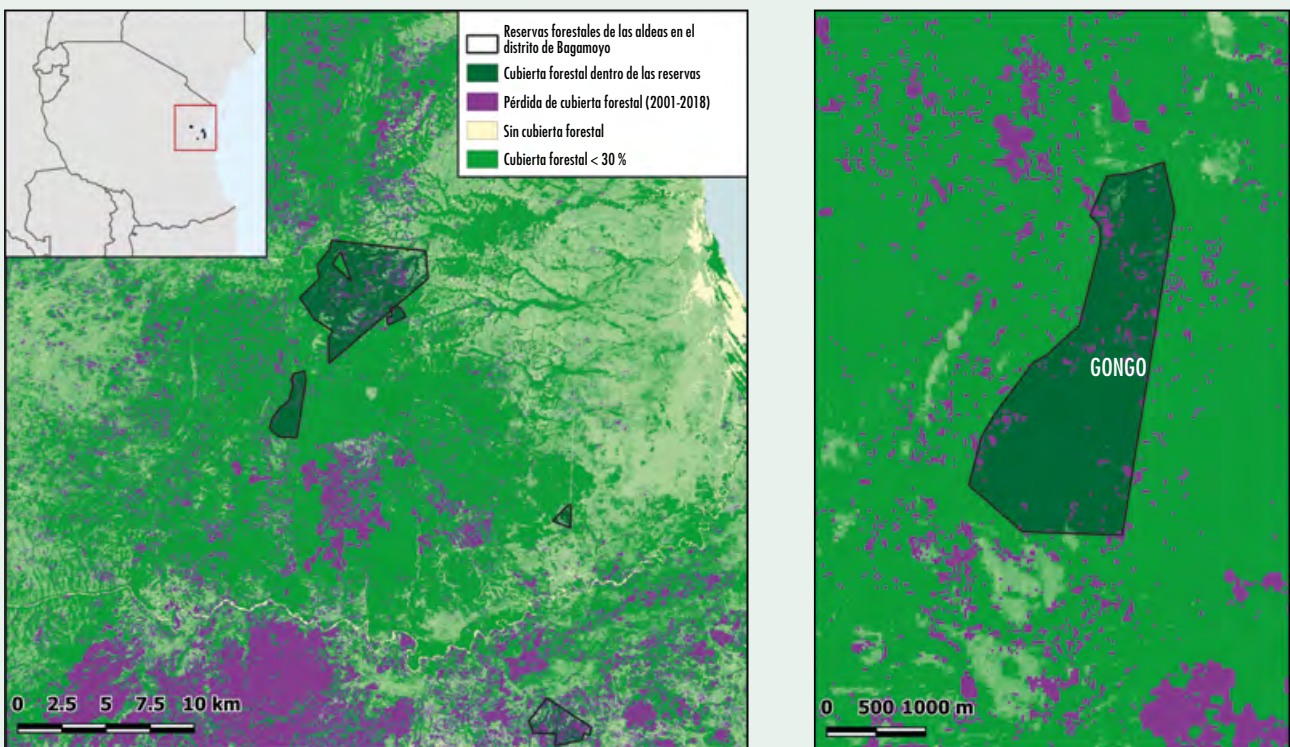 Reservas forestales de las aldeas en el
distrito de Bagamoyo
Cubierta forestal dentro de las reservas
Pérdida de cubierta forestal (2001-2018)
Sin cubierta forestal
Cubierta forestal < 30 %
0 2.5 5 7.5 10 km
GONGO
0 500 1000 m